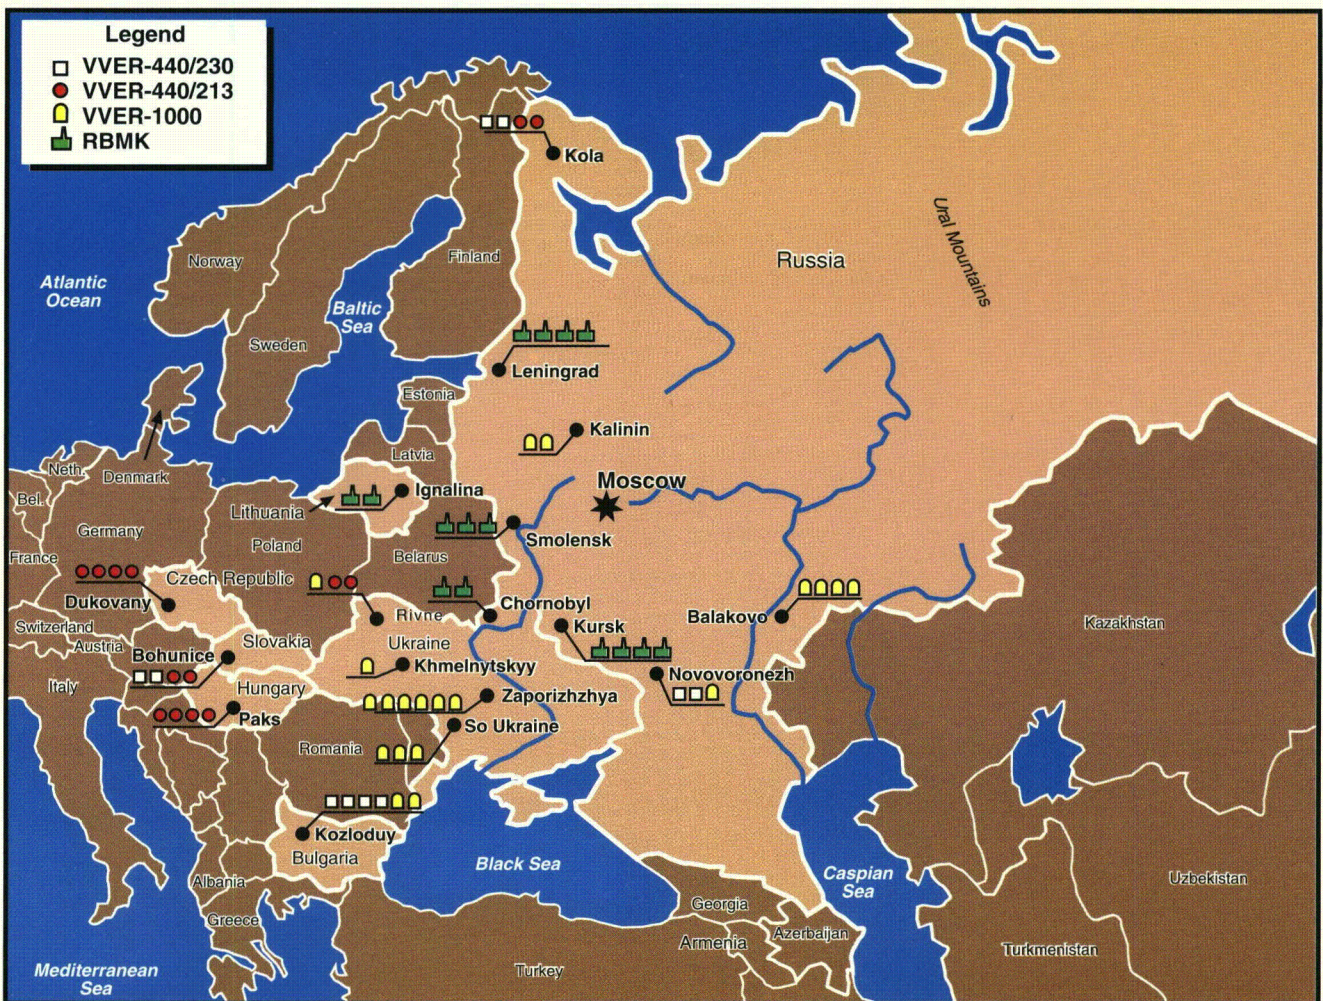 Legend
VVER-440/230
VVER-440/213
VVER-1000
RBMK
Kola
Ural Mountains
Russia
Norway
Finland
Atlantic
Ocean
Baltic
Sea
Sweden
Leningrad
Estonia
Kalinin
Latvia
Neth.
Denmark
Moscow
Ignalina
Bel.
Lithuania
Germany
Smolensk
Poland
France
Belarus
Czech Republic
Dukovany
Chornobyl
Rivne
Balakovo
Kursk
Kazakhstan
Switzerland
Slovakia
Ukraine
Austria
Bohunice
Khmelnytskyy
Novovoronezh
Italy
Hungary
Zaporizhzhya
Paks
So Ukraine
Romania
Kozloduy
Bulgaria
Black Sea
Caspian
Sea
Albania
Uzbekistan
Georgia
Greece
Azerbaijan
Armenia
Turkmenistan
Mediterranean
Sea
Turkey